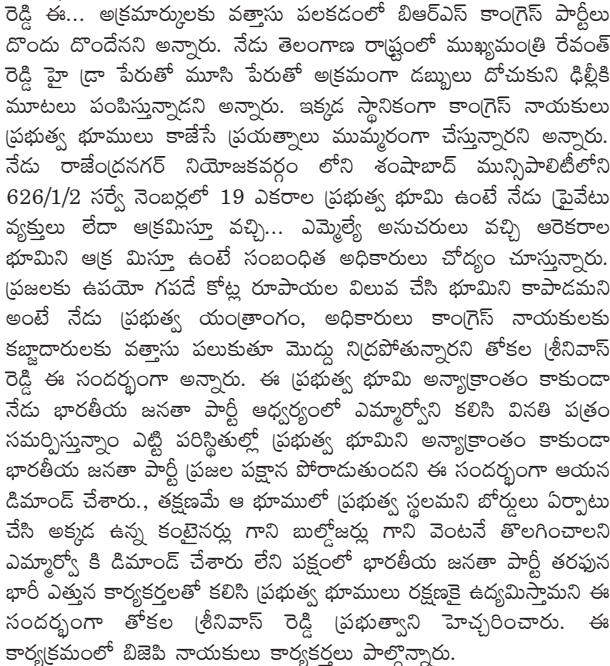 రెడ్డి ఈ... అక్రమార్కులకు వత్తాసు పలకడంలో బిఆర్ఎస్ కాంగ్రెస్ పార్టీలు
దొందు దొందేనని అన్నారు. నేడు తెలంగాణ రాష్ట్రంలో ముఖ్యమంత్రి రేవంత్
రెడ్డి హై డ్రా పేరుతో మూసి పేరుతో అక్రమంగా డబ్బులు దోచుకుని ఢిల్లీకి
మూటలు పంపిస్తున్నాడని అన్నారు. ఇక్కడ స్థానికంగా కాంగ్రెస్ నాయకులు
ప్రభుత్వ భూములు కాజేసే ప్రయత్నాలు ముమ్మరంగా చేస్తున్నారని అన్నారు.
నేడు రాజేంద్రనగర్ నియోజకవర్గం లోని శంషాబాద్ మున్సిపాలిటీలోని
626/1/2 సర్వే నెంబర్లలో 19 ఎకరాల ప్రభుత్వ భూమి ఉంటే నేడు ప్రైవేటు
వ్యక్తులు లేదా ఆక్రమిస్తూ వచ్చి... ఎమ్మెల్యే అనుచరులు వచ్చి ఆరెకరాల
భూమిని ఆక్ర మిస్తూ ఉంటే సంబంధిత అధికారులు చోద్యం చూస్తున్నారు.
ప్రజలకు ఉపయో గపడే కోట్ల రూపాయల విలువ చేసి భూమిని కాపాడమని
అంటే నేడు ప్రభుత్వ యంత్రాంగం, అధికారులు కాంగ్రెస్ నాయకులకు
కబ్జాదారులకు వత్తాసు పలుకుతూ మొద్దు నిద్రపోతున్నారని తోకల శ్రీనివాస్
రెడ్డి ఈ సందర్భంగా అన్నారు. ఈ ప్రభుత్వ భూమి అన్యాక్రాంతం కాకుండా
నేడు భారతీయ జనతా పార్టీ ఆధ్వర్యంలో ఎమ్మార్వోని కలిసి వినతి పత్రం
సమర్పిస్తున్నాం ఎట్టి పరిస్థితుల్లో ప్రభుత్వ భూమిని అన్యాక్రాంతం కాకుండా
భారతీయ జనతా పార్టీ ప్రజల పక్షాన పోరాడుతుందని ఈ సందర్భంగా ఆయన
డిమాండ్ చేశారు., తక్షణమే ఆ భూములో ప్రభుత్వ స్థలమని బోర్డులు ఏర్పాటు
చేసి అక్కడ ఉన్న కంటైనర్లు గాని బుల్డోజర్లు గాని వెంటనే తొలగించాలని
ఎమ్మార్వో కి డిమాండ్ చేశారు లేని పక్షంలో భారతీయ జనతా పార్టీ తరఫున
భారీ ఎత్తున కార్యకర్తలతో కలిసి ప్రభుత్వ భూములు రక్షణకై ఉద్యమిస్తామని ఈ
సందర్భంగా తోకల శ్రీనివాస్ రెడ్డి ప్రభుత్వాని హెచ్చరించారు. ఈ
కార్యక్రమంలో బిజెపి నాయకులు కార్యకర్తలు పాల్గొన్నారు.